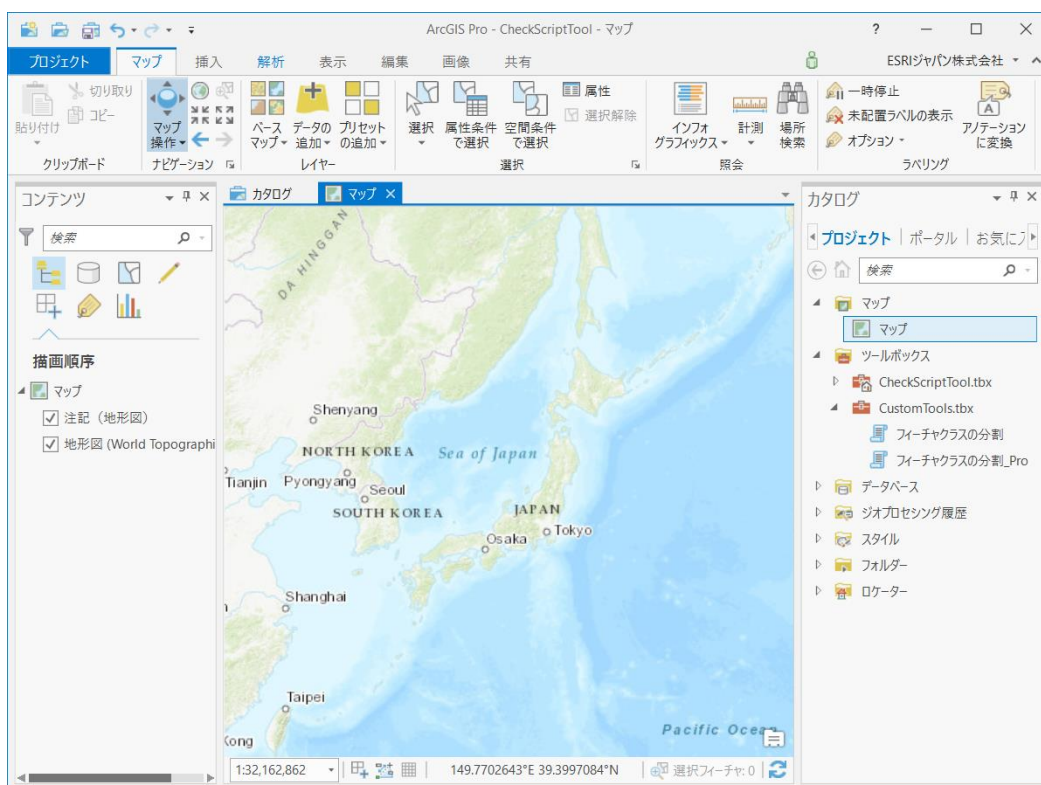 ArcGIS Pro - CheckScriptTool - マップ
?
プロジェクト マップ 挿入 解析 表示 編集 画像 共有 ESRIジャパン株式会社
貼り付け
切り取り
コピー
クリップボード
マップ
操作
ナビゲーション
ベース
マップ
データの
追加
プリセット
の追加
レイヤー
選択
属性条件
で選択
空間条件
で選択
属性
選択解除
選択
インフォ
グラフィックス
計測
場所
検索
照会
一時停止
未配置ラベルの表示
オプション
アノテーション
に変換
ラベリング
コンテンツ
検索
描画順序
マップ
注記（地形図）
地形図 (World Topographi
カタログ マップ
DA HINGGAN
Shenyang
NORTH KOREA
Sea of Japan
Tianjin
Pyongyang
Seoul
SOUTH KOREA
JAPAN
Tokyo
Osaka
Shanghai
Taipei
Pacific Ocean
Kong
1:32,162,862 149.7702643°E 39.3997084°N 選択フィーチャ: 0
カタログ
プロジェクト ポータル お気に入
検索
マップ
マップ
ツールボックス
CheckScriptTool.tbx
CustomTools.tbx
フィーチャクラスの分割
フィーチャクラスの分割_Pro
データベース
ジオプロセシング履歴
スタイル
フォルダー
ロケーター